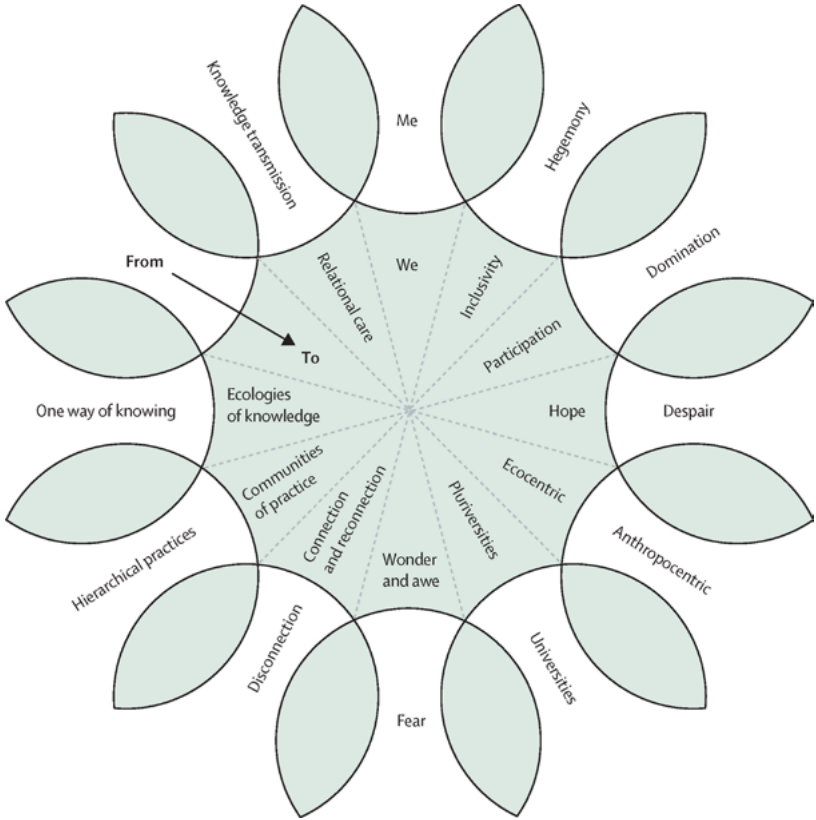 Me
Knowledge transmission
Hegemony
From
We
Relational care
Inclusivity
Domination
To
Participation
One way of knowing
Ecologies
of knowledge
Hope
Despair
Communities
of practice
Ecocentric
Connection
and reconnection
Pluriversities
Hierarchical practices
Anthropocentric
Wonder
and awe
Disconnection
Universities
Fear